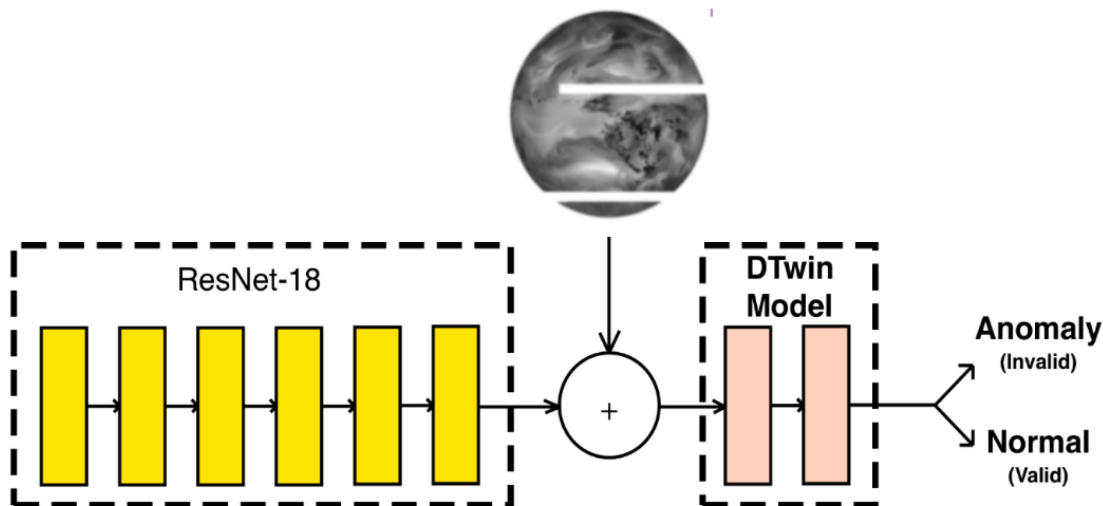 ResNet-18
+
DTwin
Model
Anomaly
(Invalid)
Normal
(Valid)